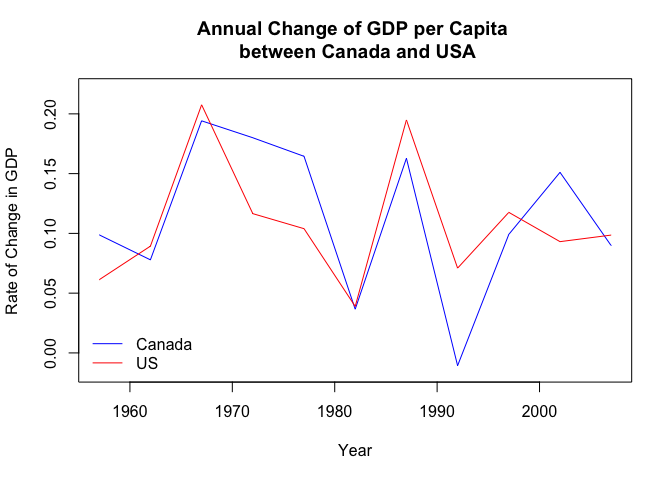 Annual Change of GDP per Capita
between Canada and USA
Rate of Change in GDP
0.20
0.15
0.10
0.05
0.00
Canada
US
1960 1970 1980 1990 2000
Year